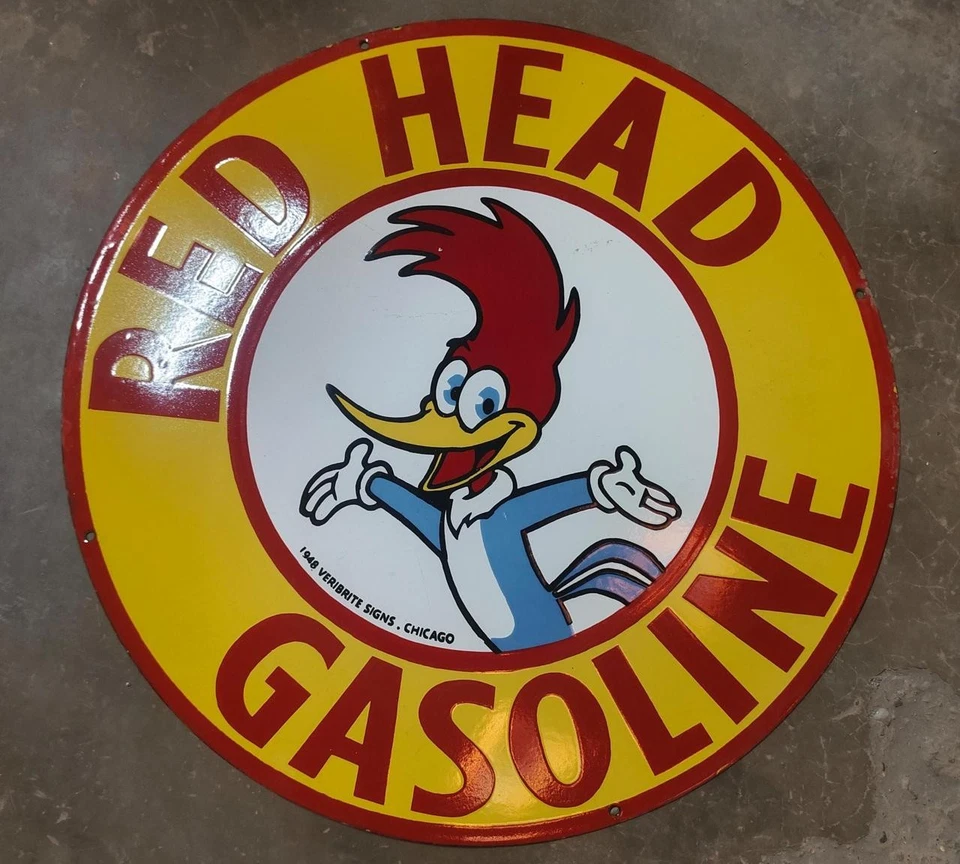 RED HEAD
1948 VERIBRITE SIGNS . CHICAGO
GASOLINE